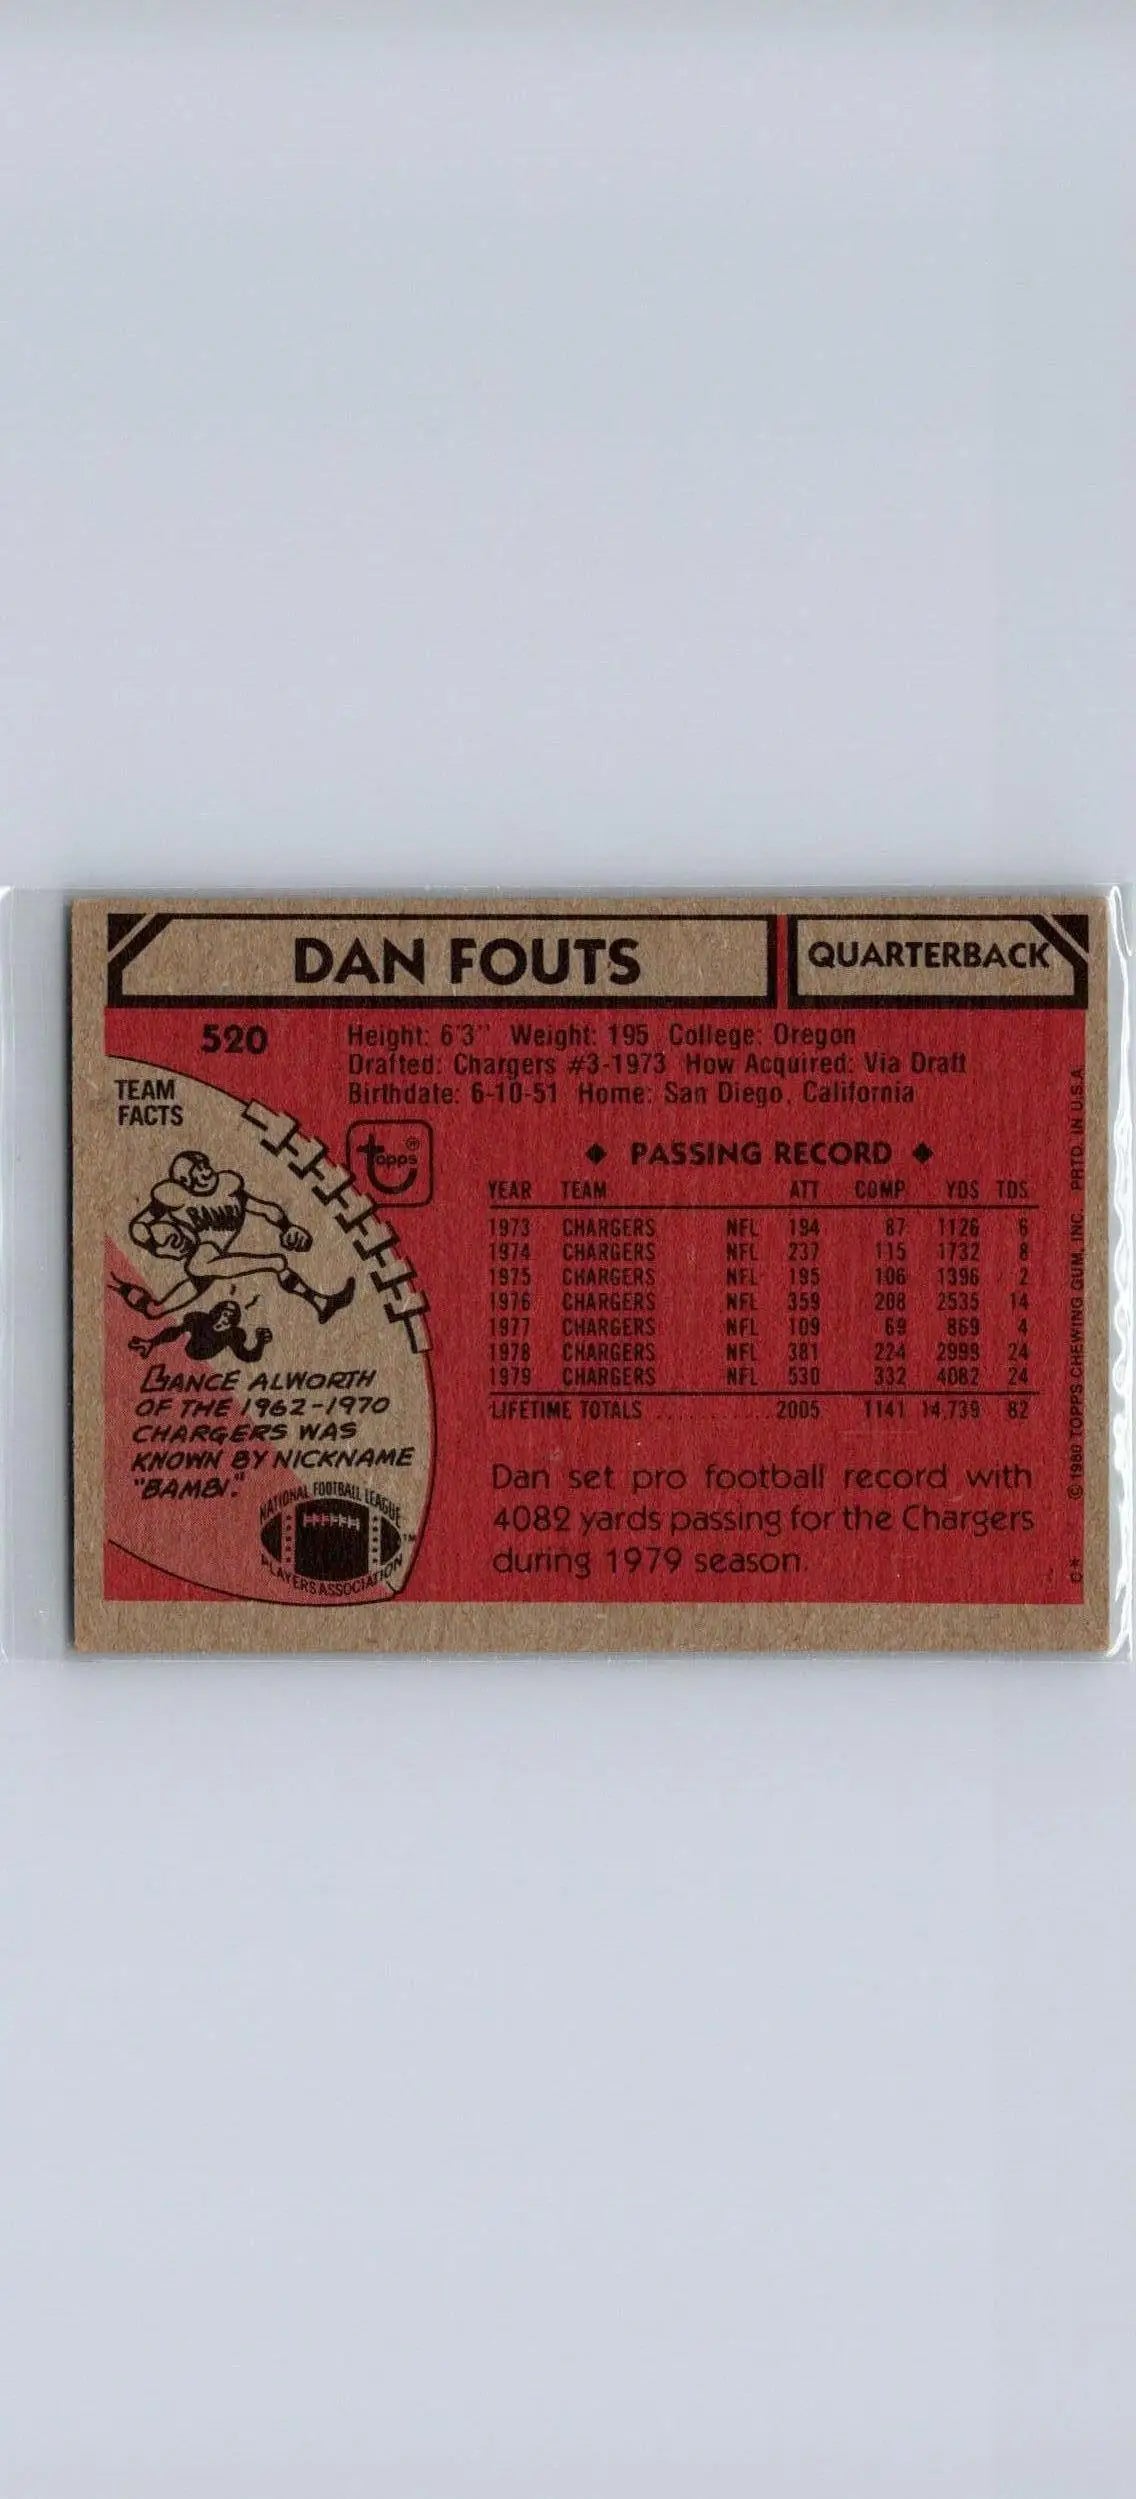 DAN FOUTS
QUARTERBACK
520
Height: 6'3" Weight: 195 College: Oregon
Drafted: Chargers #3-1973 How Acquired: Via Draft
Birthdate: 6-10-51 Home: San Diego, California
TEAM
FACTS
BAMBI
LANCE ALWORTH
OF THE 1962-1970
CHARGERS WAS
KNOWN BY NICKNAME
"BAMBI."
NATIONAL FOOTBALL LEAGUE
PLAYERS ASSOCIATION
TM
topps®
◆ PASSING RECORD ◆
YEAR TEAM ATT COMP YDS TDS
1973 CHARGERS NFL 194 87 1126 6
1974 CHARGERS NFL 237 115 1732 8
1975 CHARGERS NFL 195 106 1396 2
1976 CHARGERS NFL 359 208 2535 14
1977 CHARGERS NFL 109 69 869 4
1978 CHARGERS NFL 381 224 2999 24
1979 CHARGERS NFL 530 332 4082 24
LIFETIME TOTALS ........... 2005 1141 14,739 82
Dan set pro football record with
4082 yards passing for the Chargers
during 1979 season.
C* © 1980 TOPPS CHEWING GUM, INC. PRTD. IN U.S.A.